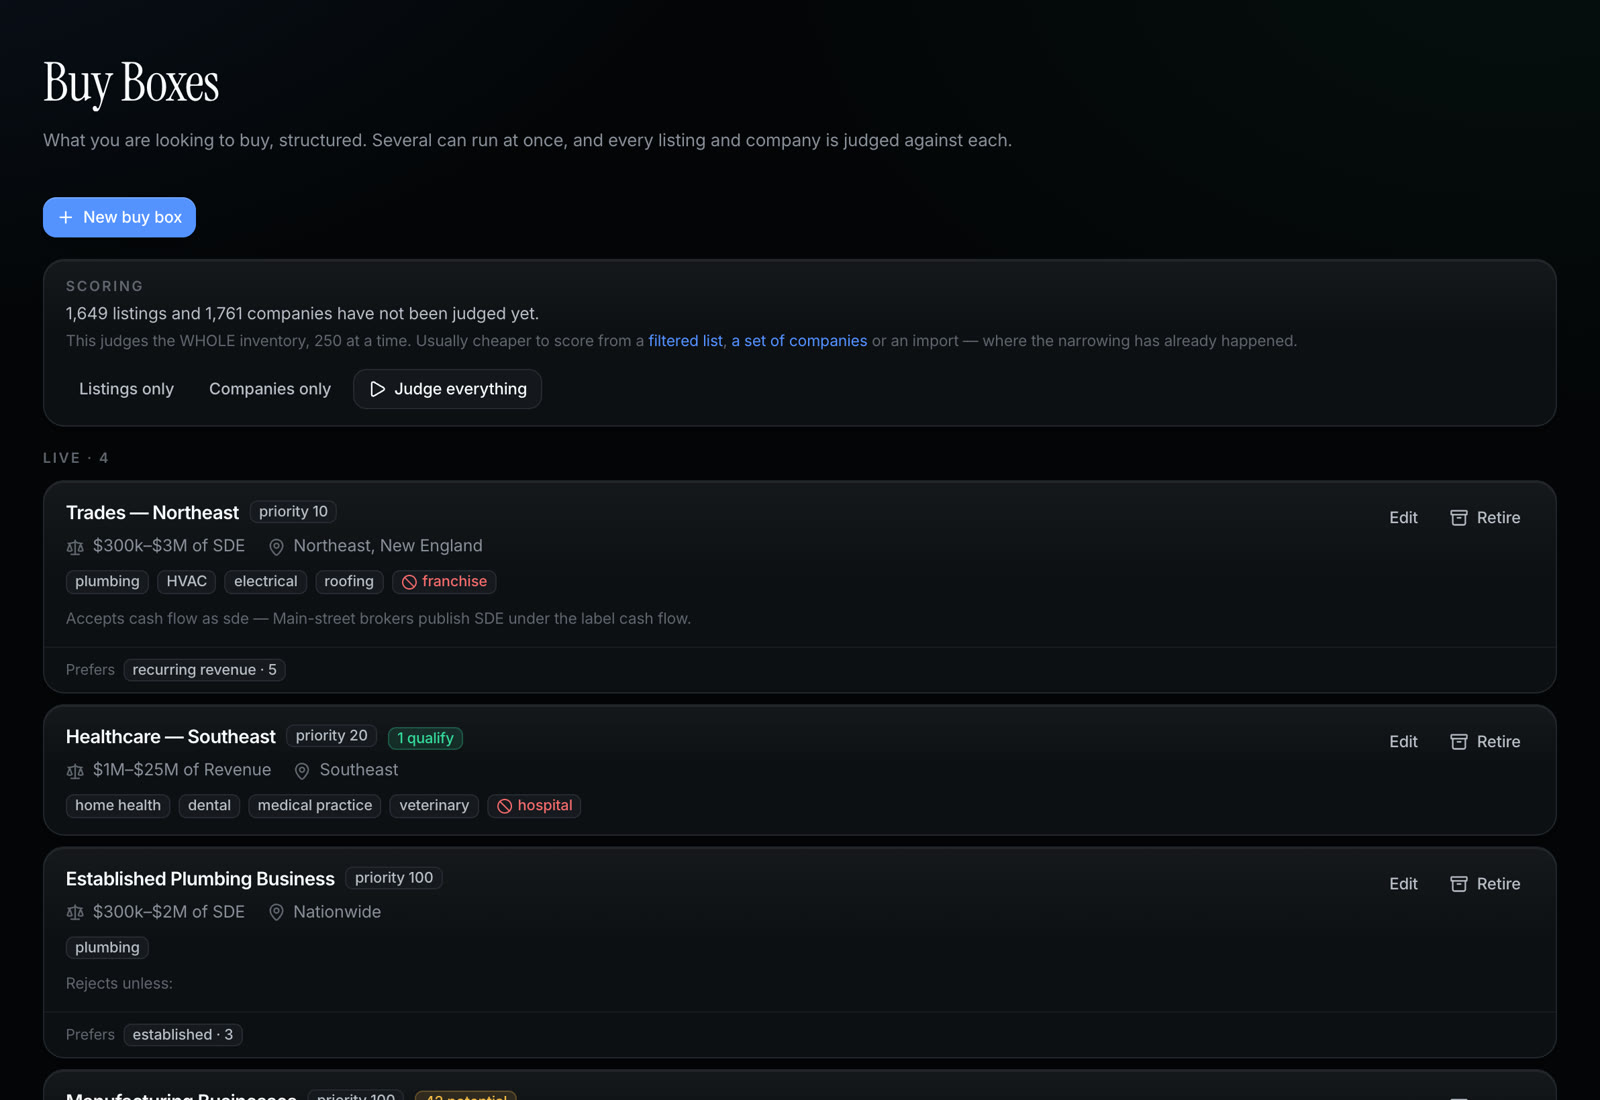 Buy Boxes
What you are looking to buy, structured. Several can run at once, and every listing and company is judged against each.
New buy box
SCORING
1,649 listings and 1,761 companies have not been judged yet.
This judges the WHOLE inventory, 250 at a time. Usually cheaper to score from a filtered list, a set of companies or an import — where the narrowing has already happened.
Listings only Companies only Judge everything
LIVE · 4
Trades — Northeast priority 10 Edit Retire
$300k–$3M of SDE Northeast, New England
plumbing HVAC electrical roofing franchise
Accepts cash flow as sde — Main-street brokers publish SDE under the label cash flow.
Prefers recurring revenue · 5
Healthcare — Southeast priority 20 1 qualify Edit Retire
$1M–$25M of Revenue Southeast
home health dental medical practice veterinary hospital
Established Plumbing Business priority 100 Edit Retire
$300k–$2M of SDE Nationwide
plumbing
Rejects unless:
Prefers established · 3
Manufacturing Businesses priority 100 42 potential